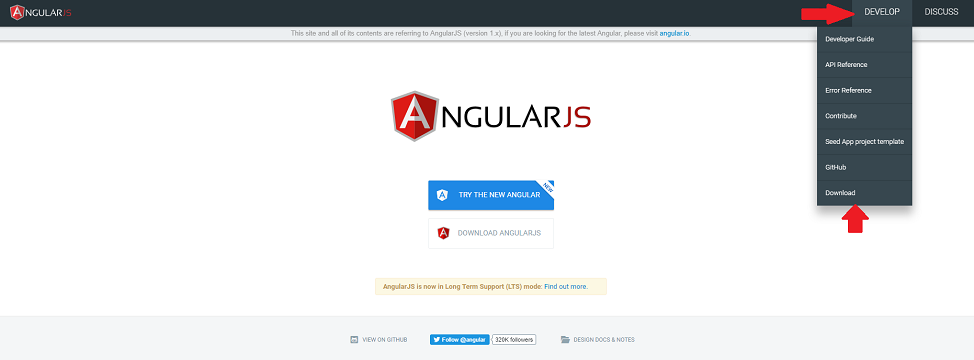 ANGULARJS
DEVELOP
DISCUSS
This site and all of its contents are referring to AngularJS (version 1.x), if you are looking for the latest Angular, please visit angular.io
Developer Guide
API Reference
Error Reference
Contribute
Seed App project template
GitHub
Download
ANGULARJS
TRY THE NEW ANGULAR
NEW
DOWNLOAD ANGULARJS
AngularJS is now in Long Term Support (LTS) mode: Find out more.
VIEW ON GITHUB
Follow @angular
320K followers
DESIGN DOCS & NOTES